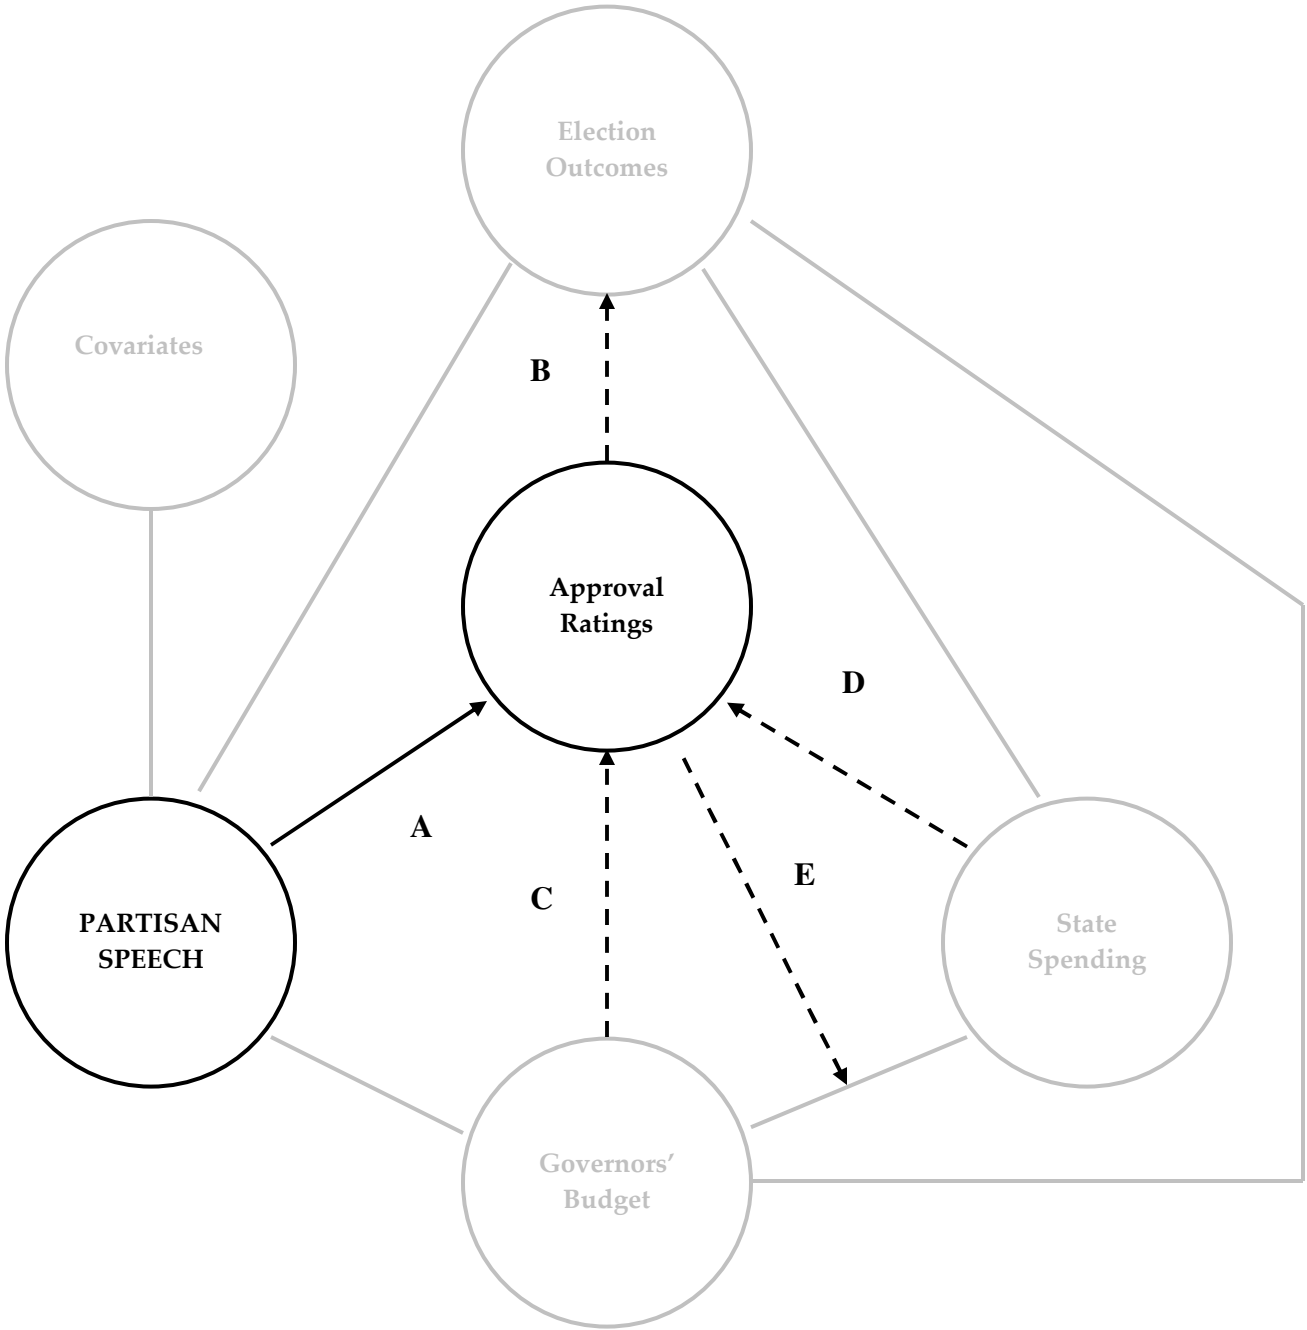 Election
Outcomes
Covariates
B
Approval
Ratings
D
A
E
C
PARTISAN
SPEECH
State
Spending
Governors’
Budget